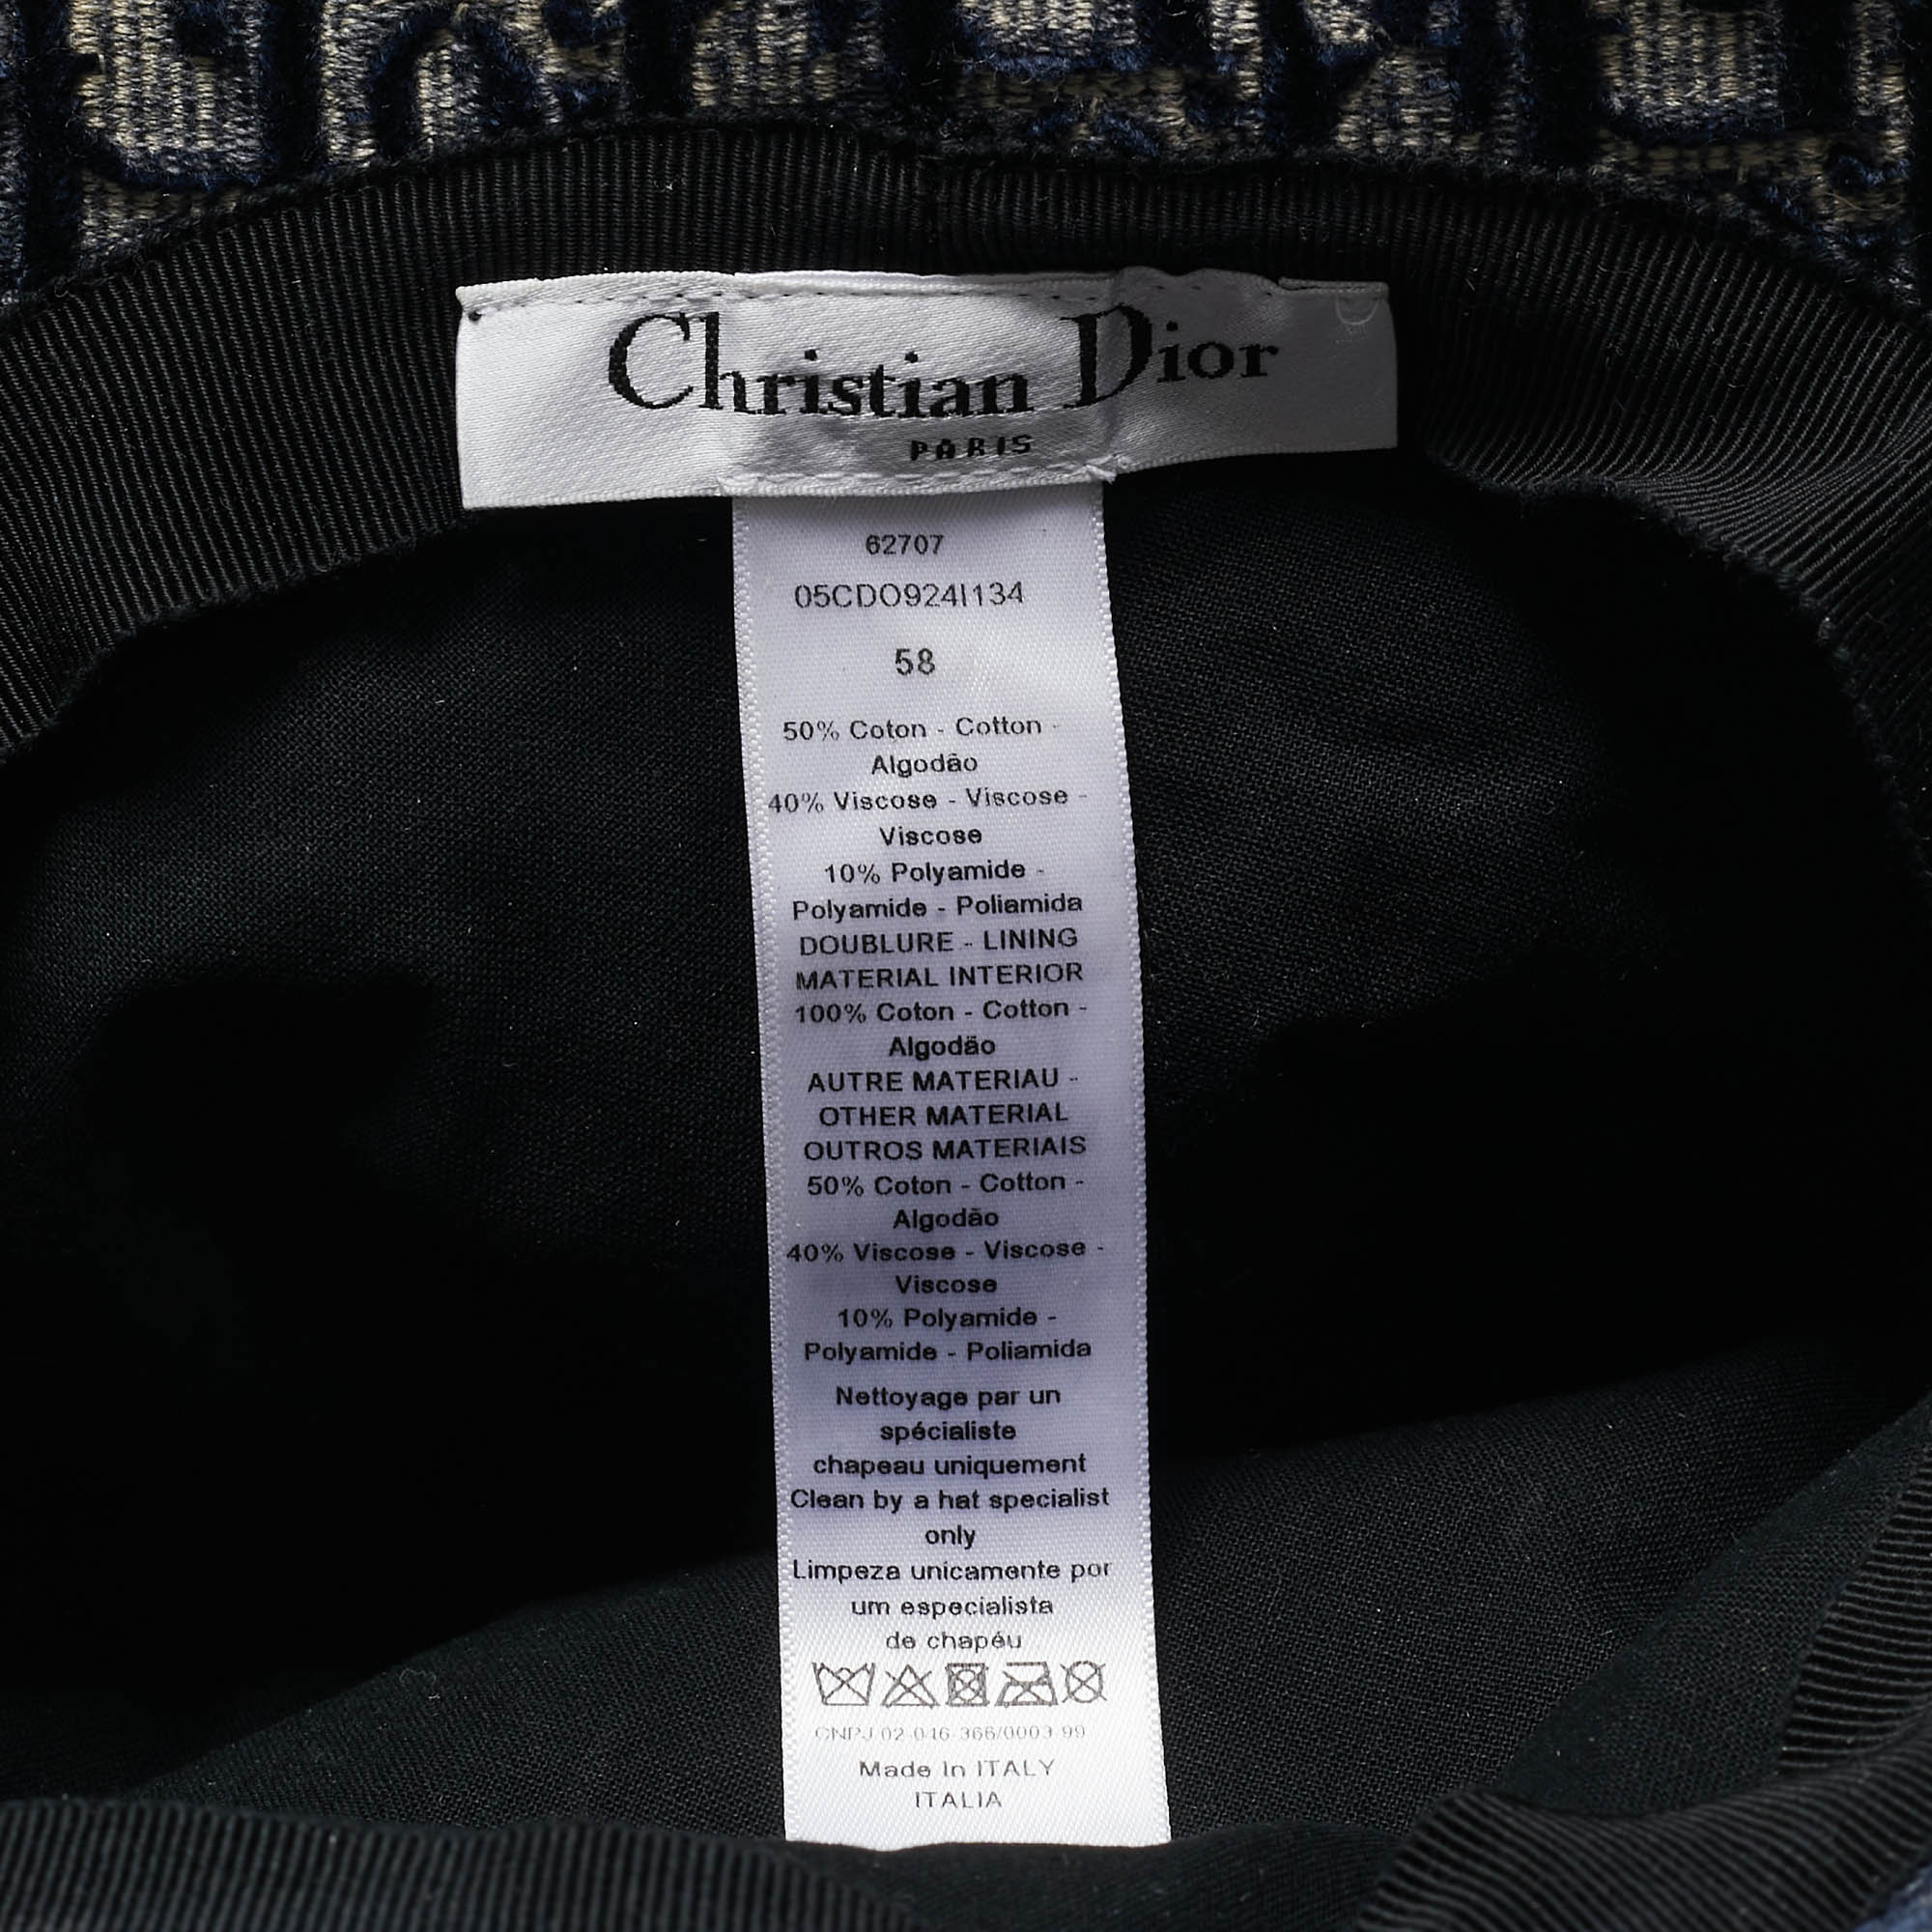 Christian Dior
PARIS
62707
05CDO924I134
58
50% Coton - Cotton -
Algodão
40% Viscose - Viscose -
Viscose
10% Polyamide -
Polyamide - Poliamida
DOUBLURE - LINING
MATERIAL INTERIOR
100% Coton - Cotton -
Algodão
AUTRE MATERIAU -
OTHER MATERIAL
OUTROS MATERIAIS
50% Coton - Cotton -
Algodão
40% Viscose - Viscose -
Viscose
10% Polyamide -
Polyamide - Poliamida
Nettoyage par un
spécialiste
chapeau uniquement
Clean by a hat specialist
only
Limpeza unicamente por
um especialista
de chapéu
CNPJ 02-046-366/0003-99
Made In ITALY
ITALIA